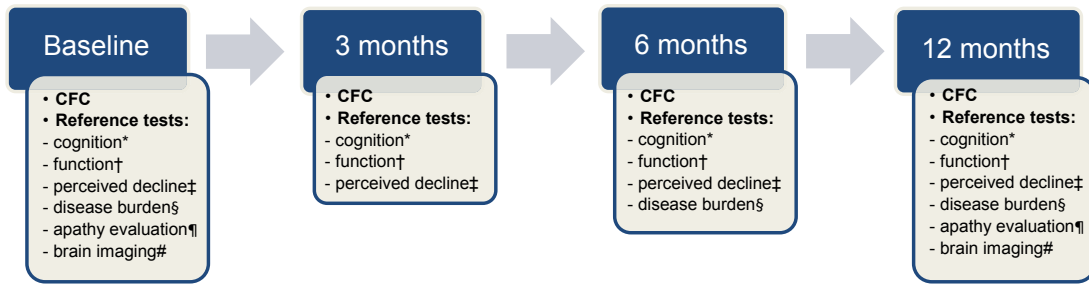 Baseline
• CFC
• Reference tests:
- cognition*
- function†
- perceived decline‡
- disease burden§
- apathy evaluation¶
- brain imaging#
3 months
• CFC
• Reference tests:
- cognition*
- function†
- perceived decline‡
6 months
• CFC
• Reference tests:
- cognition*
- function†
- perceived decline‡
- disease burden§
12 months
• CFC
• Reference tests:
- cognition*
- function†
- perceived decline‡
- disease burden§
- apathy evaluation¶
- brain imaging#